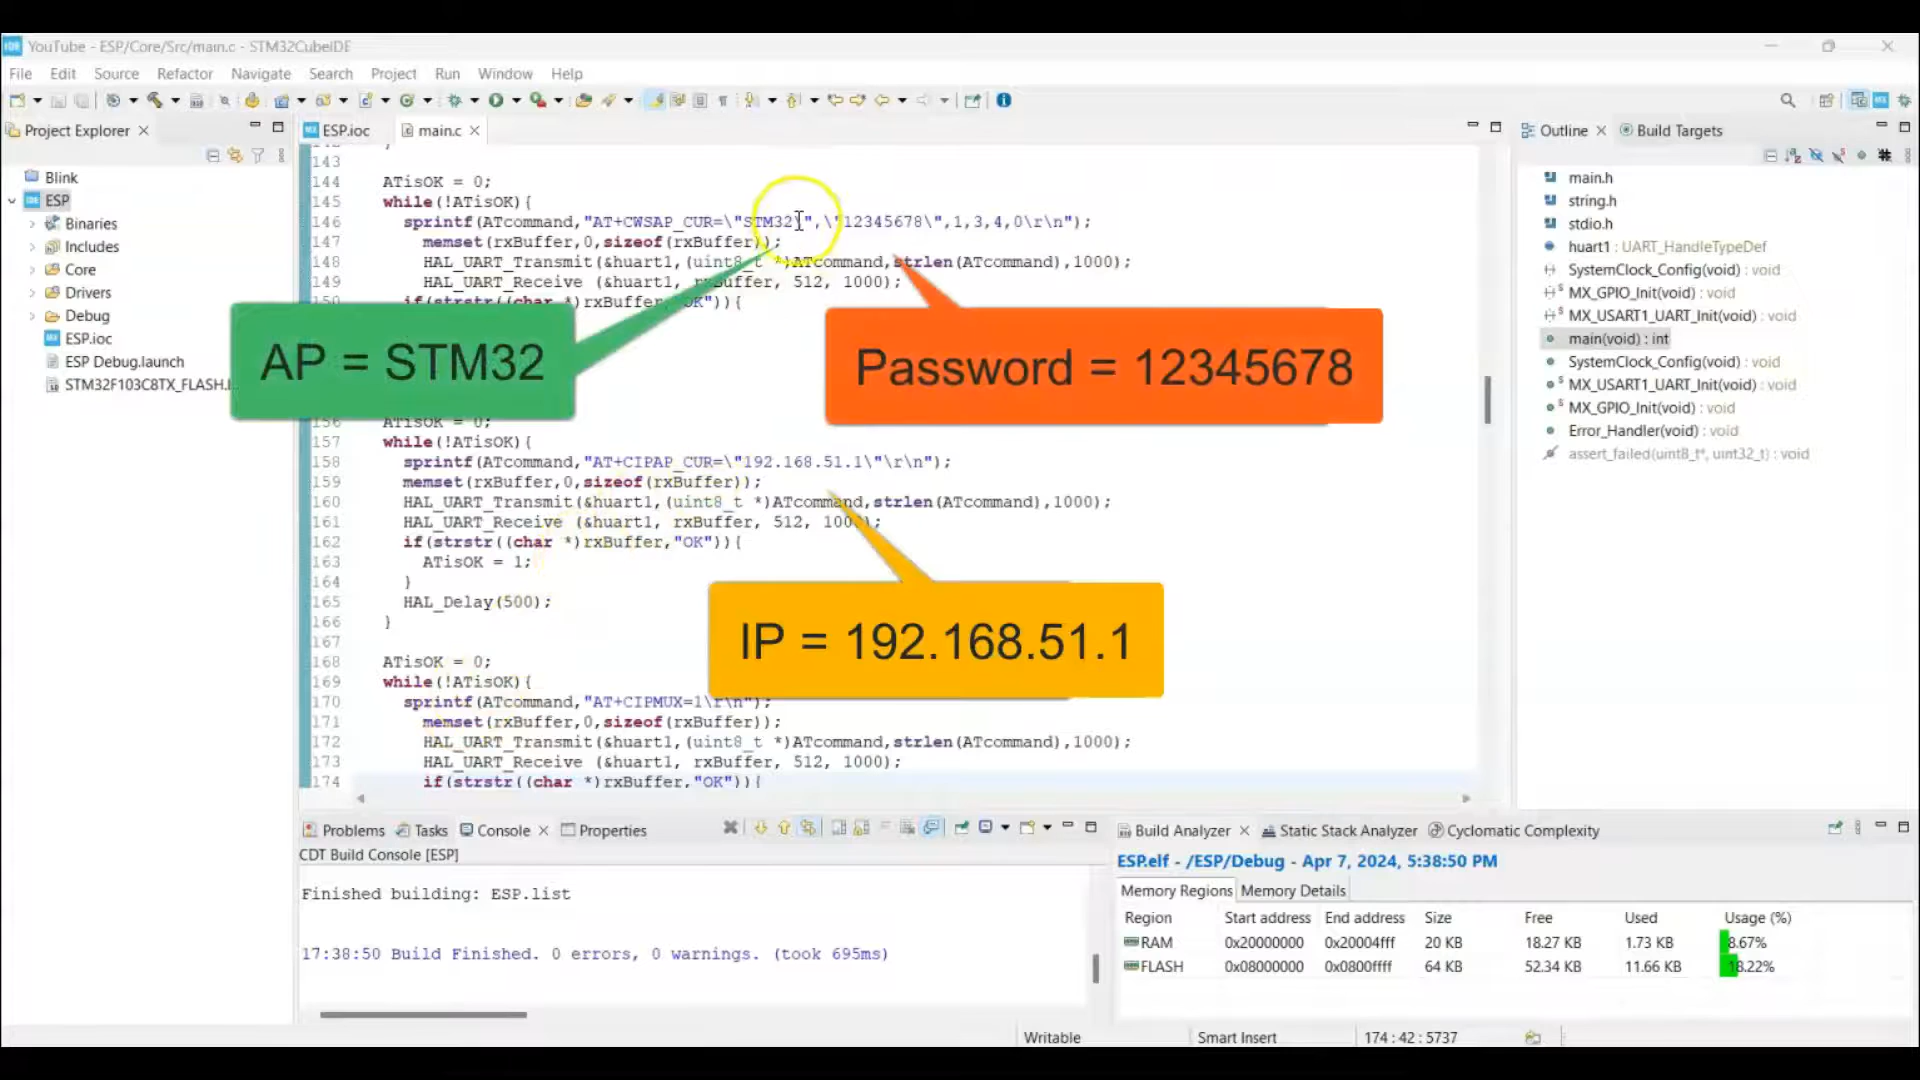 YouTube - ESP/Core/Src/main.c - STM32CubeIDE
File Edit Source Refactor Navigate Search Project Run Window Help
Project Explorer
Blink
ESP
Binaries
Includes
Core
Drivers
Debug
ESP.ioc
ESP Debug.launch
STM32F103C8TX_FLASH.
ESP.ioc main.c
143
144 ATisOK = 0;
145 while(!ATisOK){
146 sprintf(ATcommand,"AT+CWSAP_CUR=\"STM32\",\"12345678\",1,3,4,0\r\n");
147 memset(rxBuffer,0,sizeof(rxBuffer));
148 HAL_UART_Transmit(&huart1,(uint8_t *)ATcommand,strlen(ATcommand),1000);
149 HAL_UART_Receive (&huart1, rxBuffer, 512, 1000);
150 if(strstr((char *)rxBuffer,"OK")){
AP = STM32
Password = 12345678
156 ATisOK = 0;
157 while(!ATisOK){
158 sprintf(ATcommand,"AT+CIPAP_CUR=\"192.168.51.1\"\r\n");
159 memset(rxBuffer,0,sizeof(rxBuffer));
160 HAL_UART_Transmit(&huart1,(uint8_t *)ATcommand,strlen(ATcommand),1000);
161 HAL_UART_Receive (&huart1, rxBuffer, 512, 1000);
162 if(strstr((char *)rxBuffer,"OK")){
163 ATisOK = 1;
164 }
165 HAL_Delay(500);
166 }
IP = 192.168.51.1
167
168 ATisOK = 0;
169 while(!ATisOK){
170 sprintf(ATcommand,"AT+CIPMUX=1\r\n");
171 memset(rxBuffer,0,sizeof(rxBuffer));
172 HAL_UART_Transmit(&huart1,(uint8_t *)ATcommand,strlen(ATcommand),1000);
173 HAL_UART_Receive (&huart1, rxBuffer, 512, 1000);
174 if(strstr((char *)rxBuffer,"OK")){
Outline Build Targets
main.h
string.h
stdio.h
huart1 : UART_HandleTypeDef
SystemClock_Config(void) : void
MX_GPIO_Init(void) : void
MX_USART1_UART_Init(void) : void
main(void) : int
SystemClock_Config(void) : void
MX_USART1_UART_Init(void) : void
MX_GPIO_Init(void) : void
Error_Handler(void) : void
assert_failed(uint8_t*, uint32_t) : void
Problems Tasks Console Properties
CDT Build Console [ESP]
Finished building: ESP.list
17:38:50 Build Finished. 0 errors, 0 warnings. (took 695ms)
Build Analyzer Static Stack Analyzer Cyclomatic Complexity
ESP.elf - /ESP/Debug - Apr 7, 2024, 5:38:50 PM
Memory Regions Memory Details
Region Start address End address Size Free Used Usage (%)
RAM 0x20000000 0x20004fff 20 KB 18.27 KB 1.73 KB 8.67%
FLASH 0x08000000 0x0800ffff 64 KB 52.34 KB 11.66 KB 18.22%
Writable Smart Insert 174 : 42 : 5737